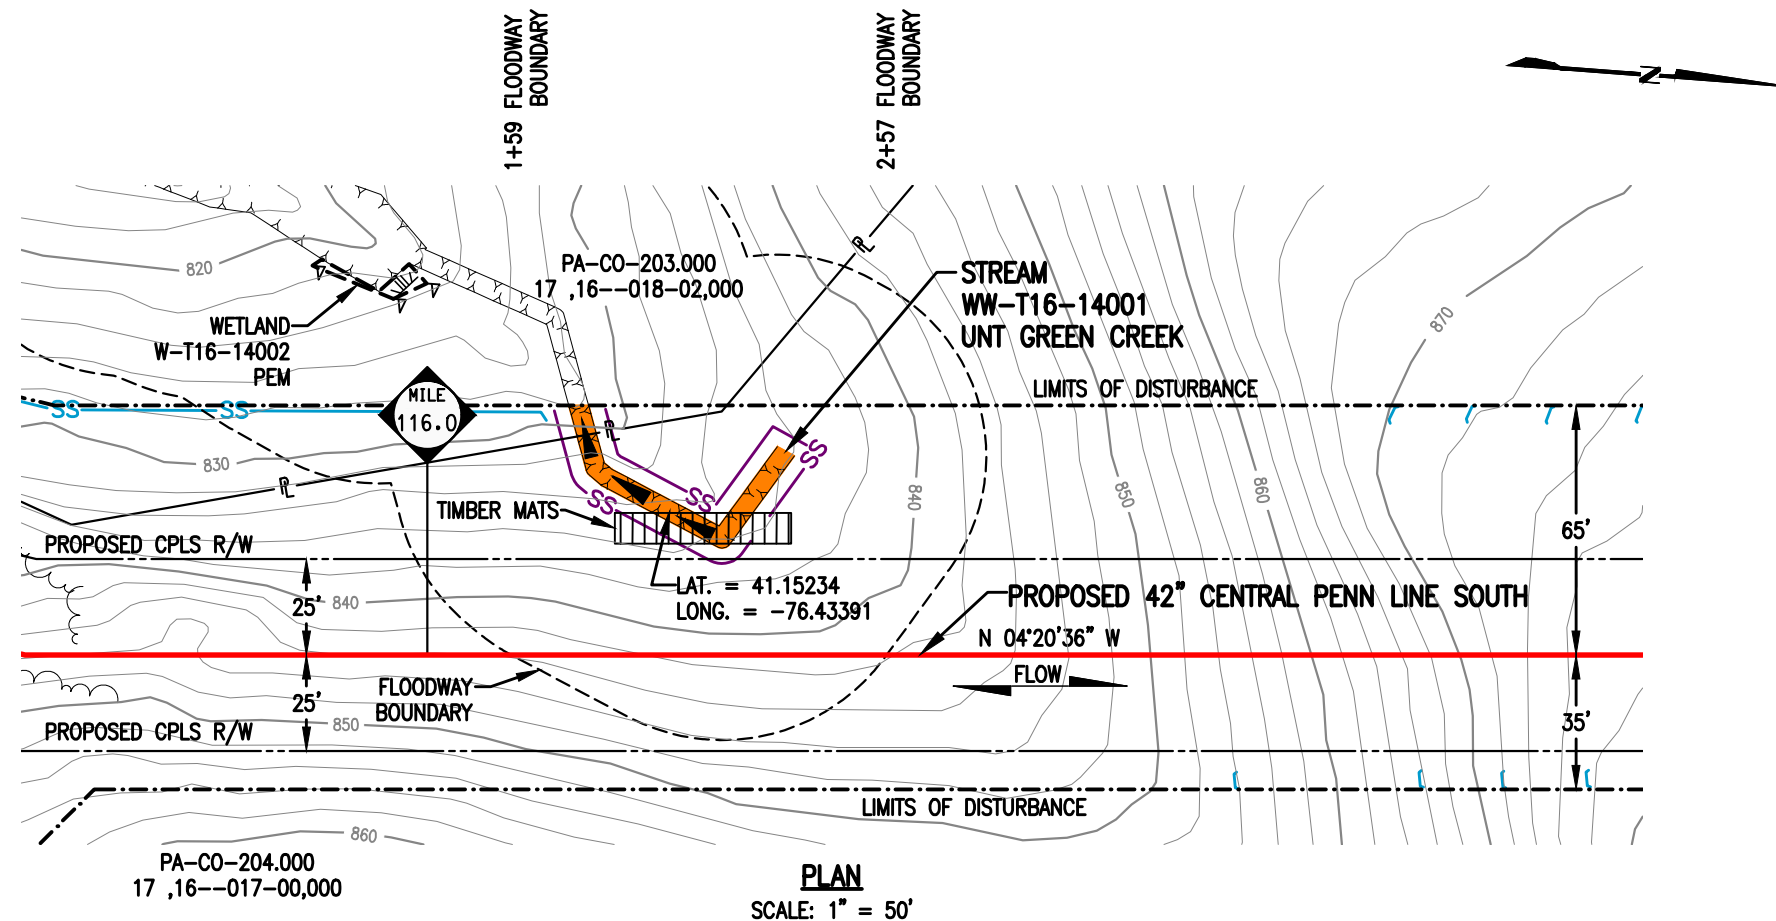 1+59 FLOODWAY
BOUNDARY
2+57 FLOODWAY
BOUNDARY
N
820
PA-CO-203.000
17 ,16--018-02,000
PL
STREAM
WW-T16-14001
UNT GREEN CREEK
870
WETLAND
W-T16-14002
PEM
LIMITS OF DISTURBANCE
SS
SS
MILE
116.0
830
PL
PL
SS
SS
SS
840
850
860
TIMBER MATS
65'
PROPOSED CPLS R/W
LAT. = 41.15234
LONG. = -76.43391
25'
840
PROPOSED 42" CENTRAL PENN LINE SOUTH
N 04°20'36" W
FLOW
FLOODWAY
BOUNDARY
25'
850
PROPOSED CPLS R/W
35'
LIMITS OF DISTURBANCE
860
PA-CO-204.000
17 ,16--017-00,000
PLAN
SCALE: 1" = 50'